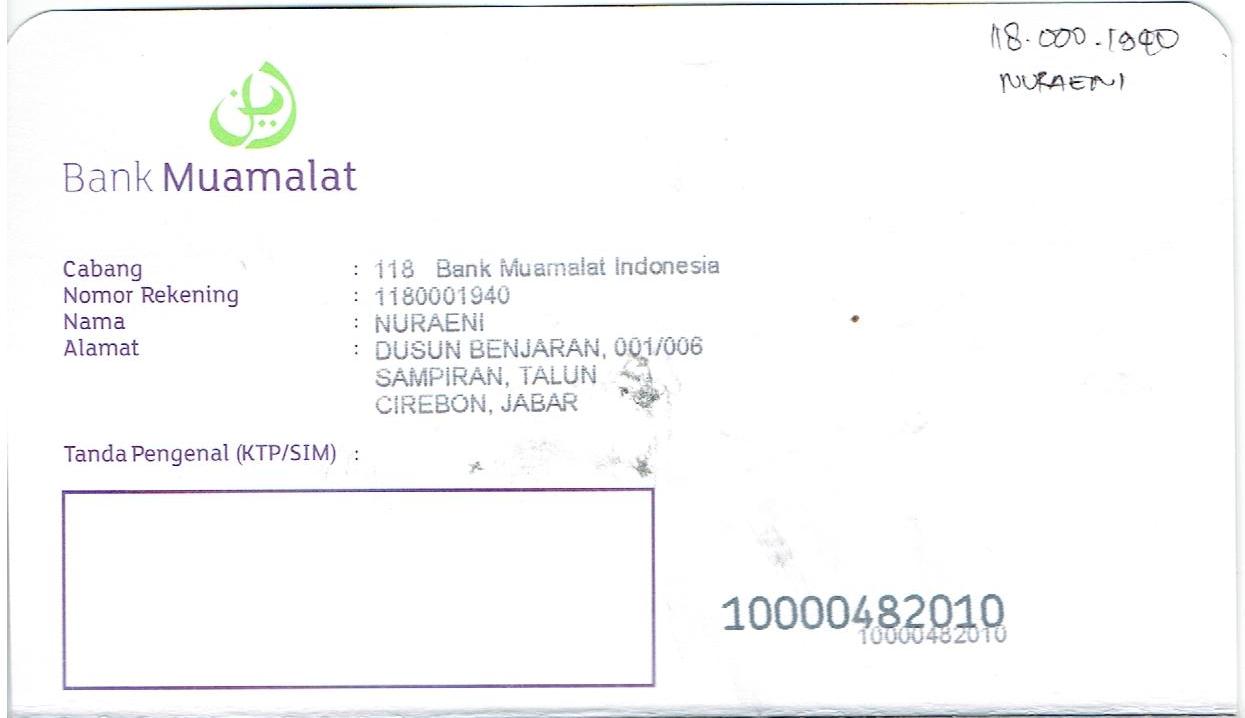 118.000.1940
NURAENI
Bank Muamalat
Cabang : 118 Bank Muamalat Indonesia
Nomor Rekening : 1180001940
Nama : NURAENI
Alamat : DUSUN BENJARAN, 001/006
SAMPIRAN, TALUN
CIREBON, JABAR
Tanda Pengenal (KTP/SIM) :
10000482010
10000482010